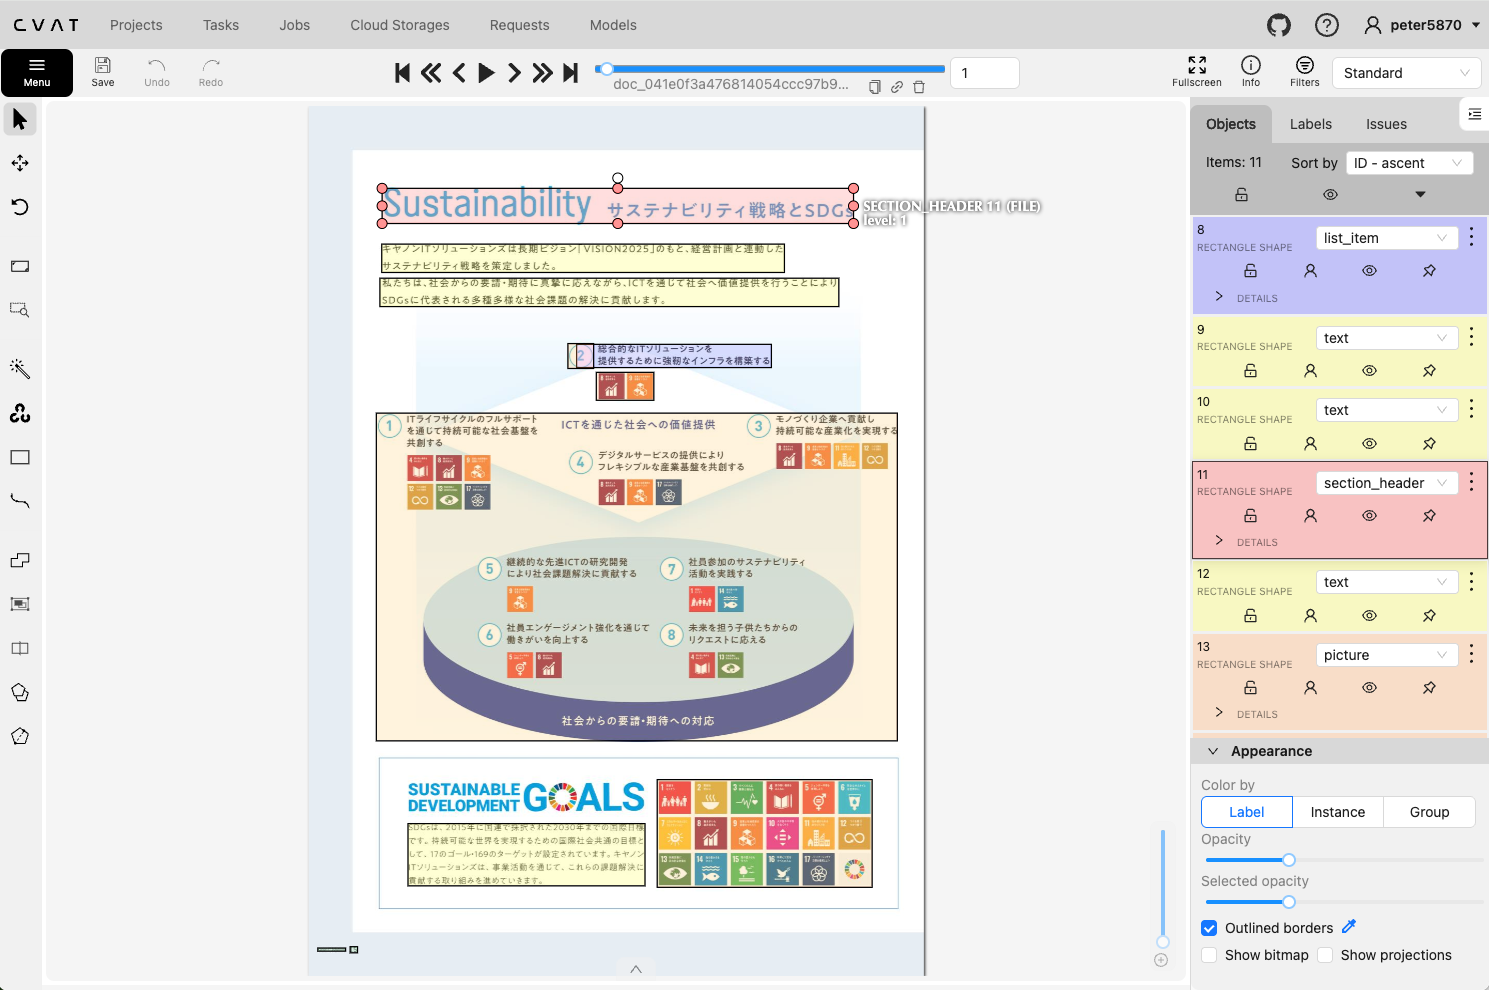 CVAT
Projects
Tasks
Jobs
Cloud Storages
Requests
Models
peter5870
Menu
Save
Undo
Redo
doc_041e0f3a476814054ccc97b9...
1
Fullscreen
Info
Filters
Standard
Sustainability サステナビリティ戦略とSDGs
SECTION_HEADER 11 (FILE)
level: 1
キヤノンITソリューションズは長期ビジョン「VISION2025」のもと、経営計画と連動した
サステナビリティ戦略を策定しました。
私たちは、社会からの要請・期待に真摯に応えながら、ICTを通じて社会へ価値提供を行うことにより
SDGsに代表される多種多様な社会課題の解決に貢献します。
2
総合的なITソリューションを
提供するために強靭なインフラを構築する
1
ITライフサイクルのフルサポート
を通じて持続可能な社会基盤を
共創する
ICTを通じた社会への価値提供
3
モノづくり企業へ貢献し
持続可能な産業化を実現する
4
デジタルサービスの提供により
フレキシブルな産業基盤を共創する
5
継続的な先進ICTの研究開発
により社会課題解決に貢献する
7
社員参加のサステナビリティ
活動を実践する
6
社員エンゲージメント強化を通じて
働きがいを向上する
8
未来を担う子供たちからの
リクエストに応える
社会からの要請・期待への対応
SUSTAINABLE
DEVELOPMENT GOALS
SDGsは、2015年に国連で採択された2030年までの国際目標
です。持続可能な世界を実現するための国際社会共通の目標と
して、17のゴール・169のターゲットが設定されています。キヤノン
ITソリューションズは、事業活動を通じて、これらの課題解決に
貢献する取り組みを進めていきます。
Objects
Labels
Issues
Items: 11
Sort by
ID - ascent
8
RECTANGLE SHAPE
list_item
DETAILS
9
RECTANGLE SHAPE
text
10
RECTANGLE SHAPE
text
11
RECTANGLE SHAPE
section_header
DETAILS
12
RECTANGLE SHAPE
text
13
RECTANGLE SHAPE
picture
DETAILS
Appearance
Color by
Label
Instance
Group
Opacity
Selected opacity
Outlined borders
Show bitmap
Show projections